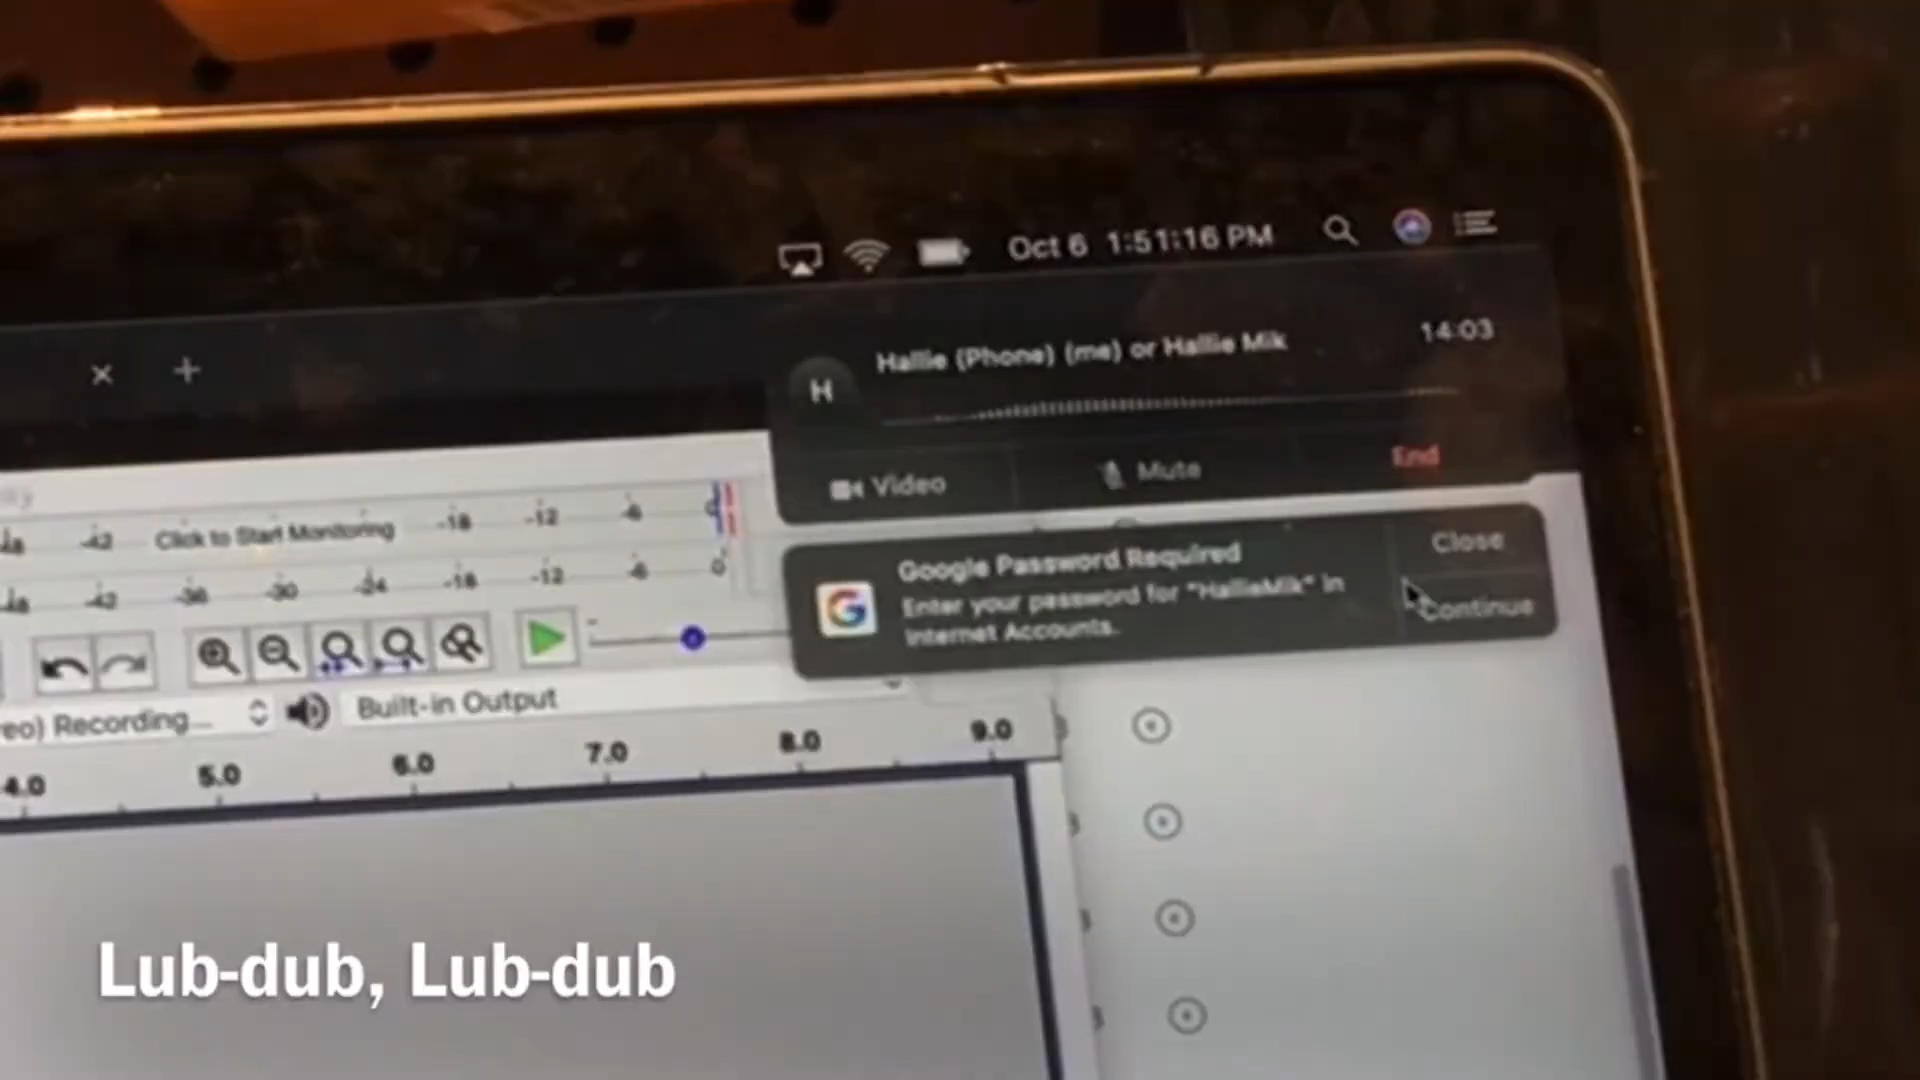 Oct 6 1:51:16 PM
Hallie (Phone) (me) or Hallie Mik 14:03
H
Video Mute End
Google Password Required
Enter your password for "HallieMik" in
Internet Accounts.
Close
Continue
-42 Click to Start Monitoring -18 -12 -6 0
-42 -36 -30 -24 -18 -12 -6 0
Recording... Built-in Output
4.0 5.0 6.0 7.0 8.0 9.0
Lub-dub, Lub-dub